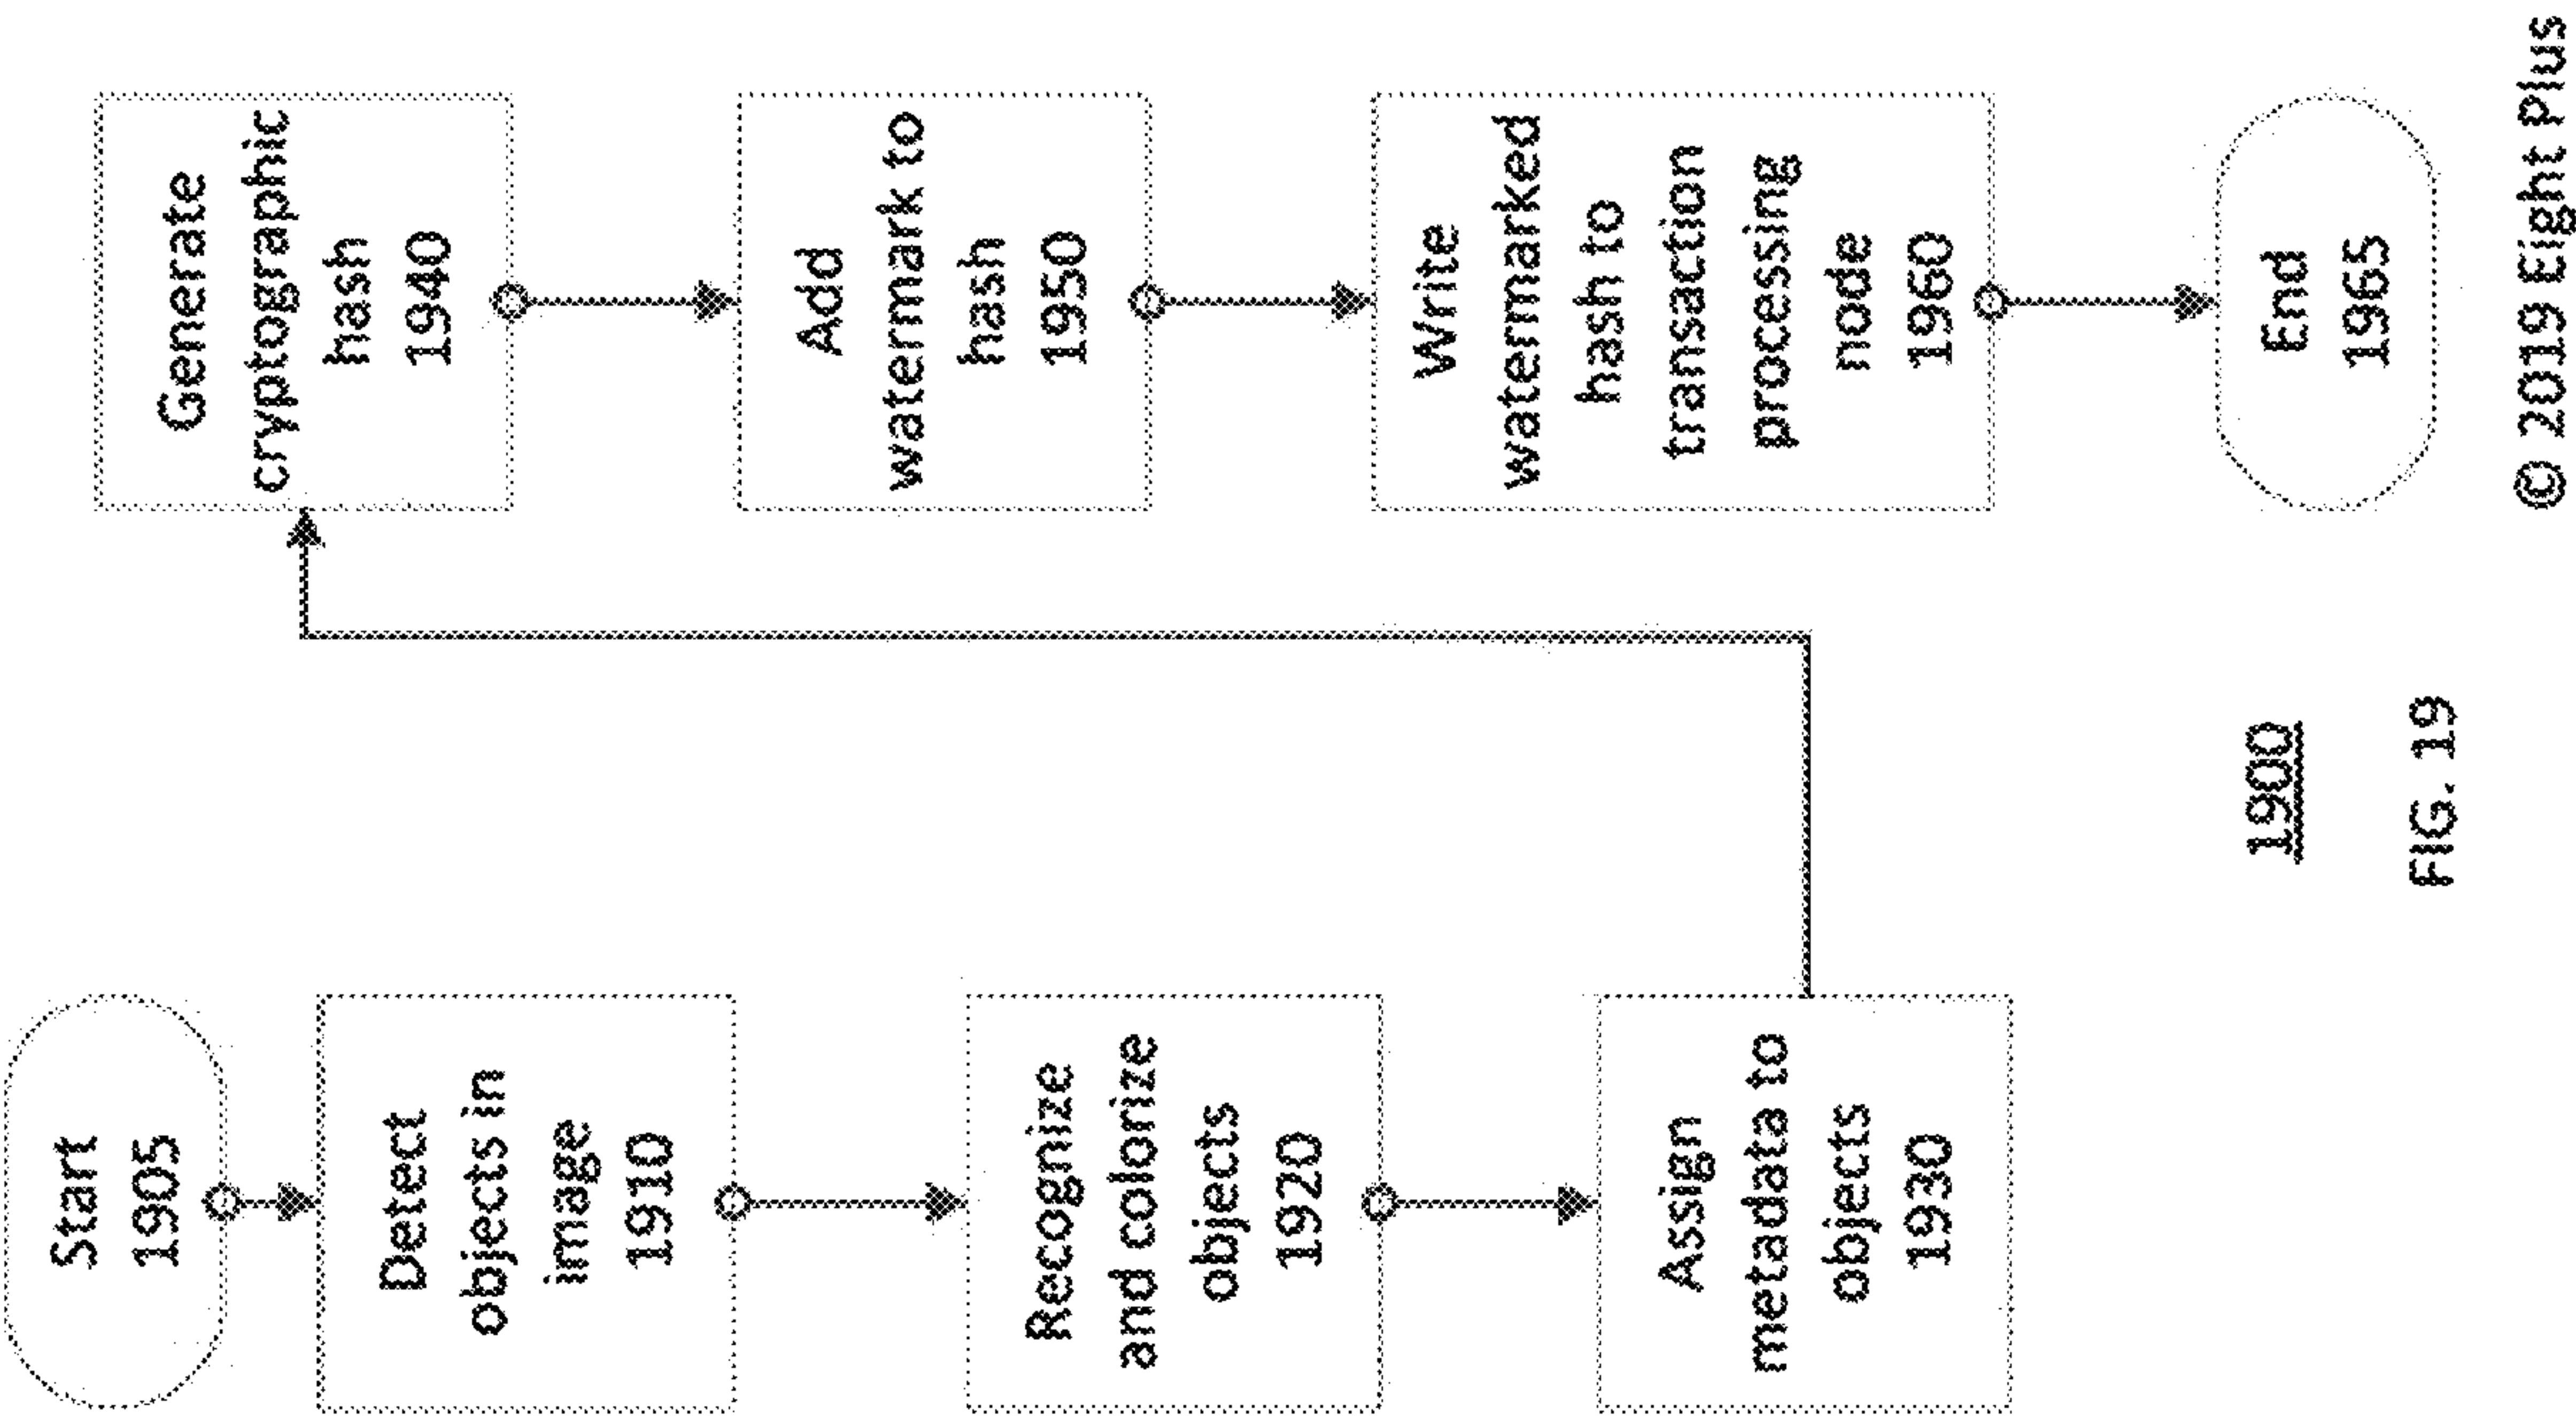 Start
1905
Detect
objects in
image
1910
Recognize
and colorize
objects
1920
Assign
metadata to
objects
1930
Generate
cryptographic
hash
1940
Add
watermark to
hash
1950
Write
watermarked
hash to
transaction
processing
node
1960
End
1965
1900
FIG. 19
© 2019 Eight Plus